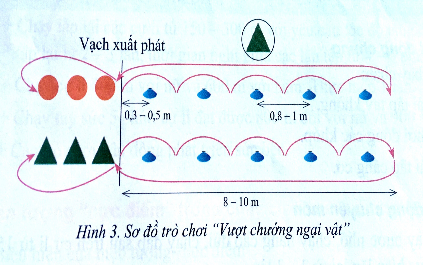 Vạch xuất phát
0,3 – 0,5 m
0,8 – 1 m
8 – 10 m
Hình 3. Sơ đồ trò chơi “Vượt chướng ngại vật”